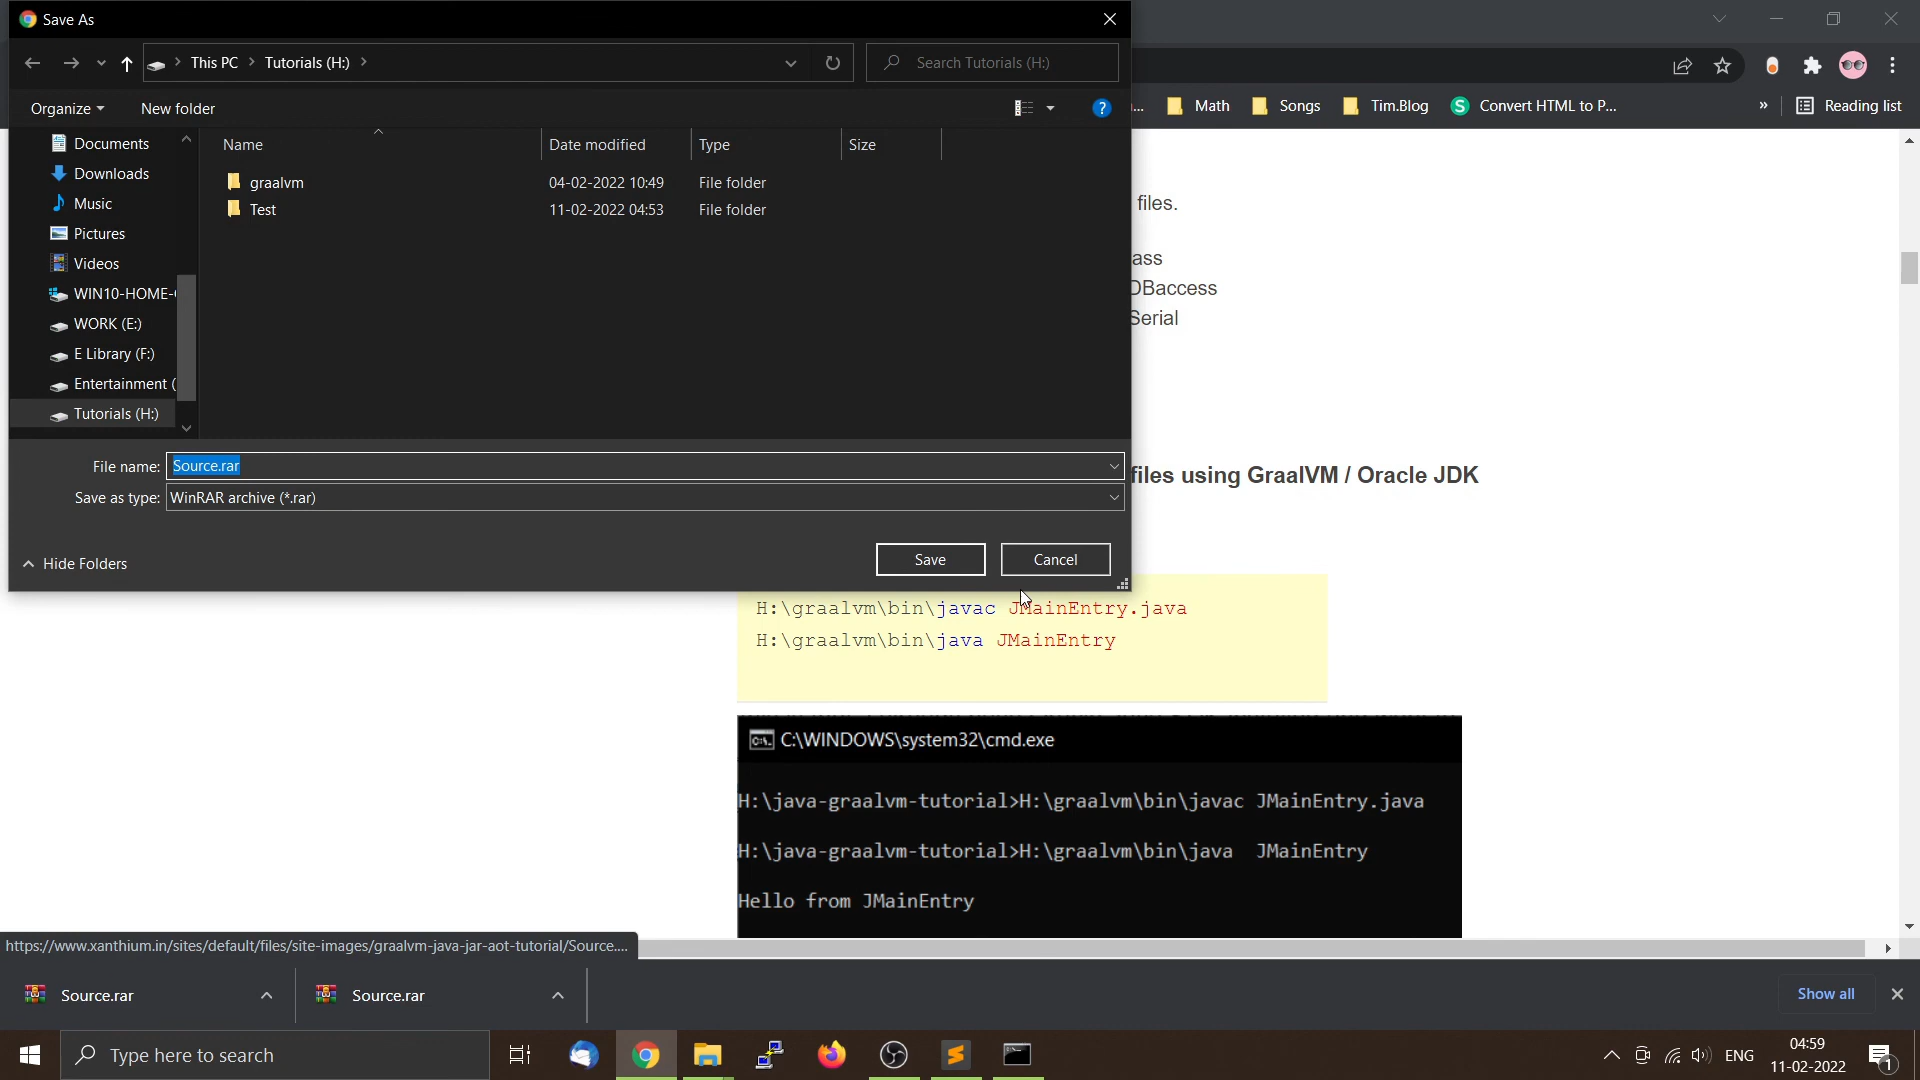 Save As
This PC
Tutorials (H:)
Search Tutorials (H:)
Organize
New folder
?
...
Math
Songs
Tim.Blog
S
Convert HTML to P...
»
Reading list
Documents
Downloads
Music
Pictures
Videos
WIN10-HOME-
WORK (E:)
E Library (F:)
Entertainment (
Tutorials (H:)
Name
Date modified
Type
Size
graalvm
04-02-2022 10:49
File folder
Test
11-02-2022 04:53
File folder
files.
ass
DBaccess
Serial
File name:
Source.rar
Save as type:
WinRAR archive (*.rar)
files using GraalVM / Oracle JDK
Hide Folders
Save
Cancel
H:\graalvm\bin\javac JMainEntry.java
H:\graalvm\bin\java JMainEntry
C:\WINDOWS\system32\cmd.exe
H:\java-graalvm-tutorial>H:\graalvm\bin\javac JMainEntry.java
H:\java-graalvm-tutorial>H:\graalvm\bin\java  JMainEntry
Hello from JMainEntry
https://www.xanthium.in/sites/default/files/site-images/graalvm-java-jar-aot-tutorial/Source....
Source.rar
Source.rar
Show all
Type here to search
ENG
04:59
11-02-2022
1